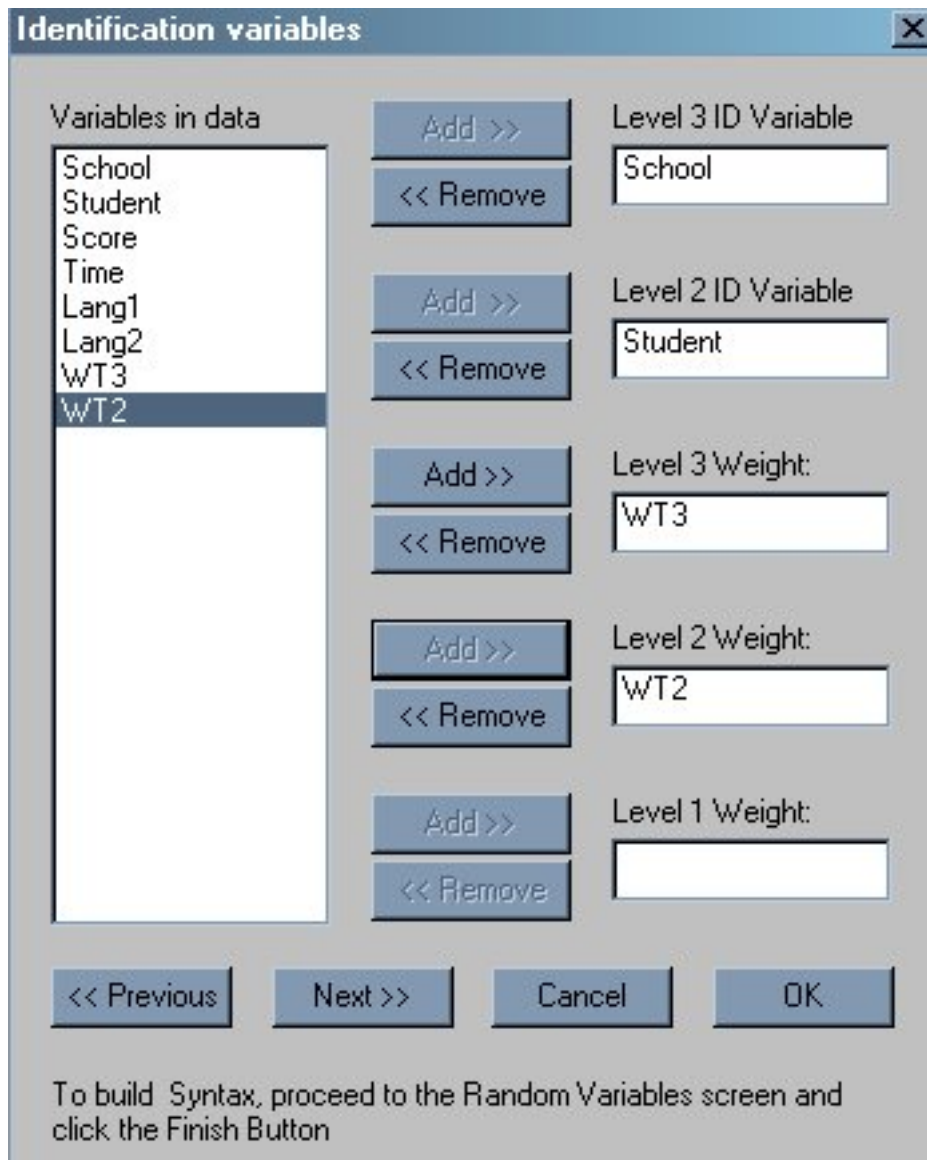 Identification variables
Variables in data
School
Student
Score
Time
Lang1
Lang2
WT3
WT2
Add >>
<< Remove
Level 3 ID Variable
School
Add >>
<< Remove
Level 2 ID Variable
Student
Add >>
<< Remove
Level 3 Weight:
WT3
Add >>
<< Remove
Level 2 Weight:
WT2
Add >>
<< Remove
Level 1 Weight:
<< Previous
Next >>
Cancel
OK
To build Syntax, proceed to the Random Variables screen and
click the Finish Button